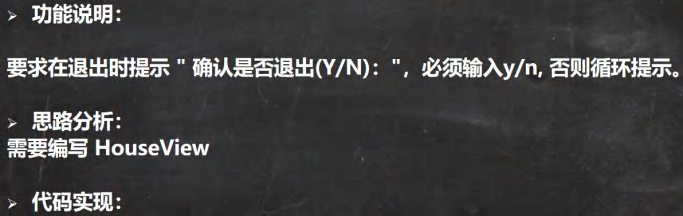 ➢ 功能说明：
要求在退出时提示 " 确认是否退出(Y/N)： "，必须输入y/n, 否则循环提示。
➢ 思路分析：
需要编写 HouseView
➢ 代码实现：